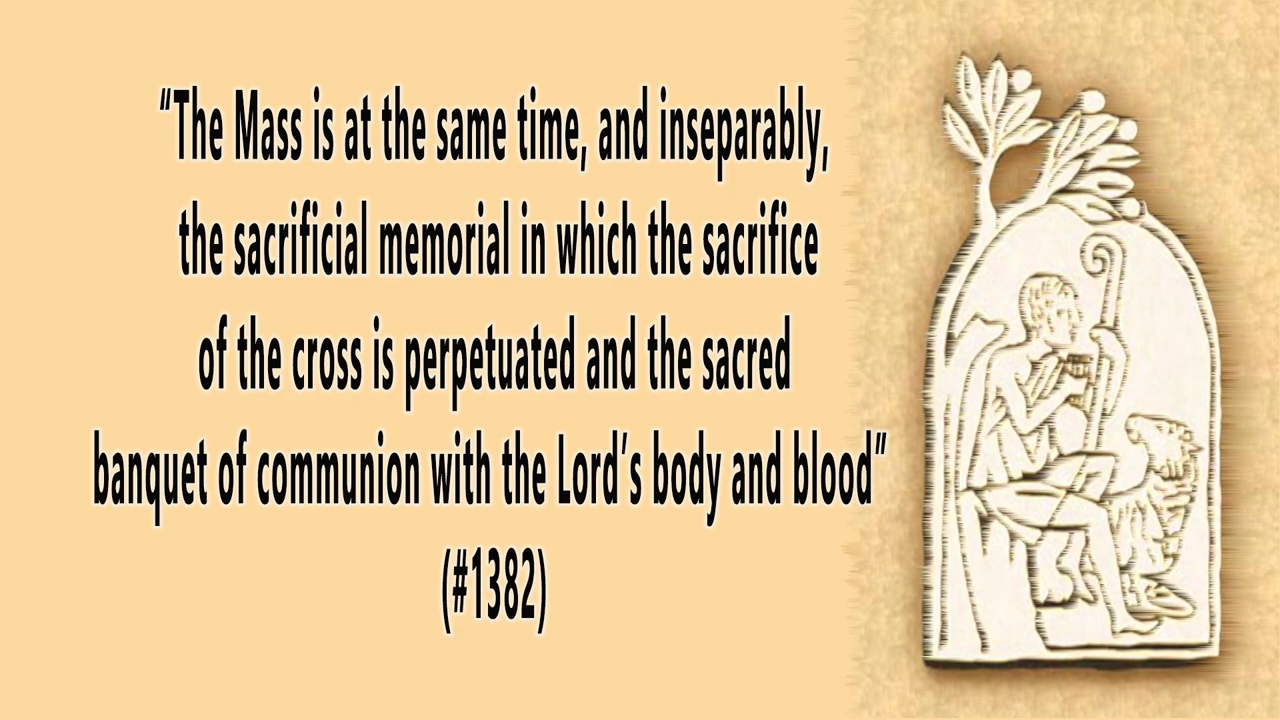 "The Mass is at the same time, and inseparably,
the sacrificial memorial in which the sacrifice
of the cross is perpetuated and the sacred
banquet of communion with the Lord's body and blood"
(#1382)